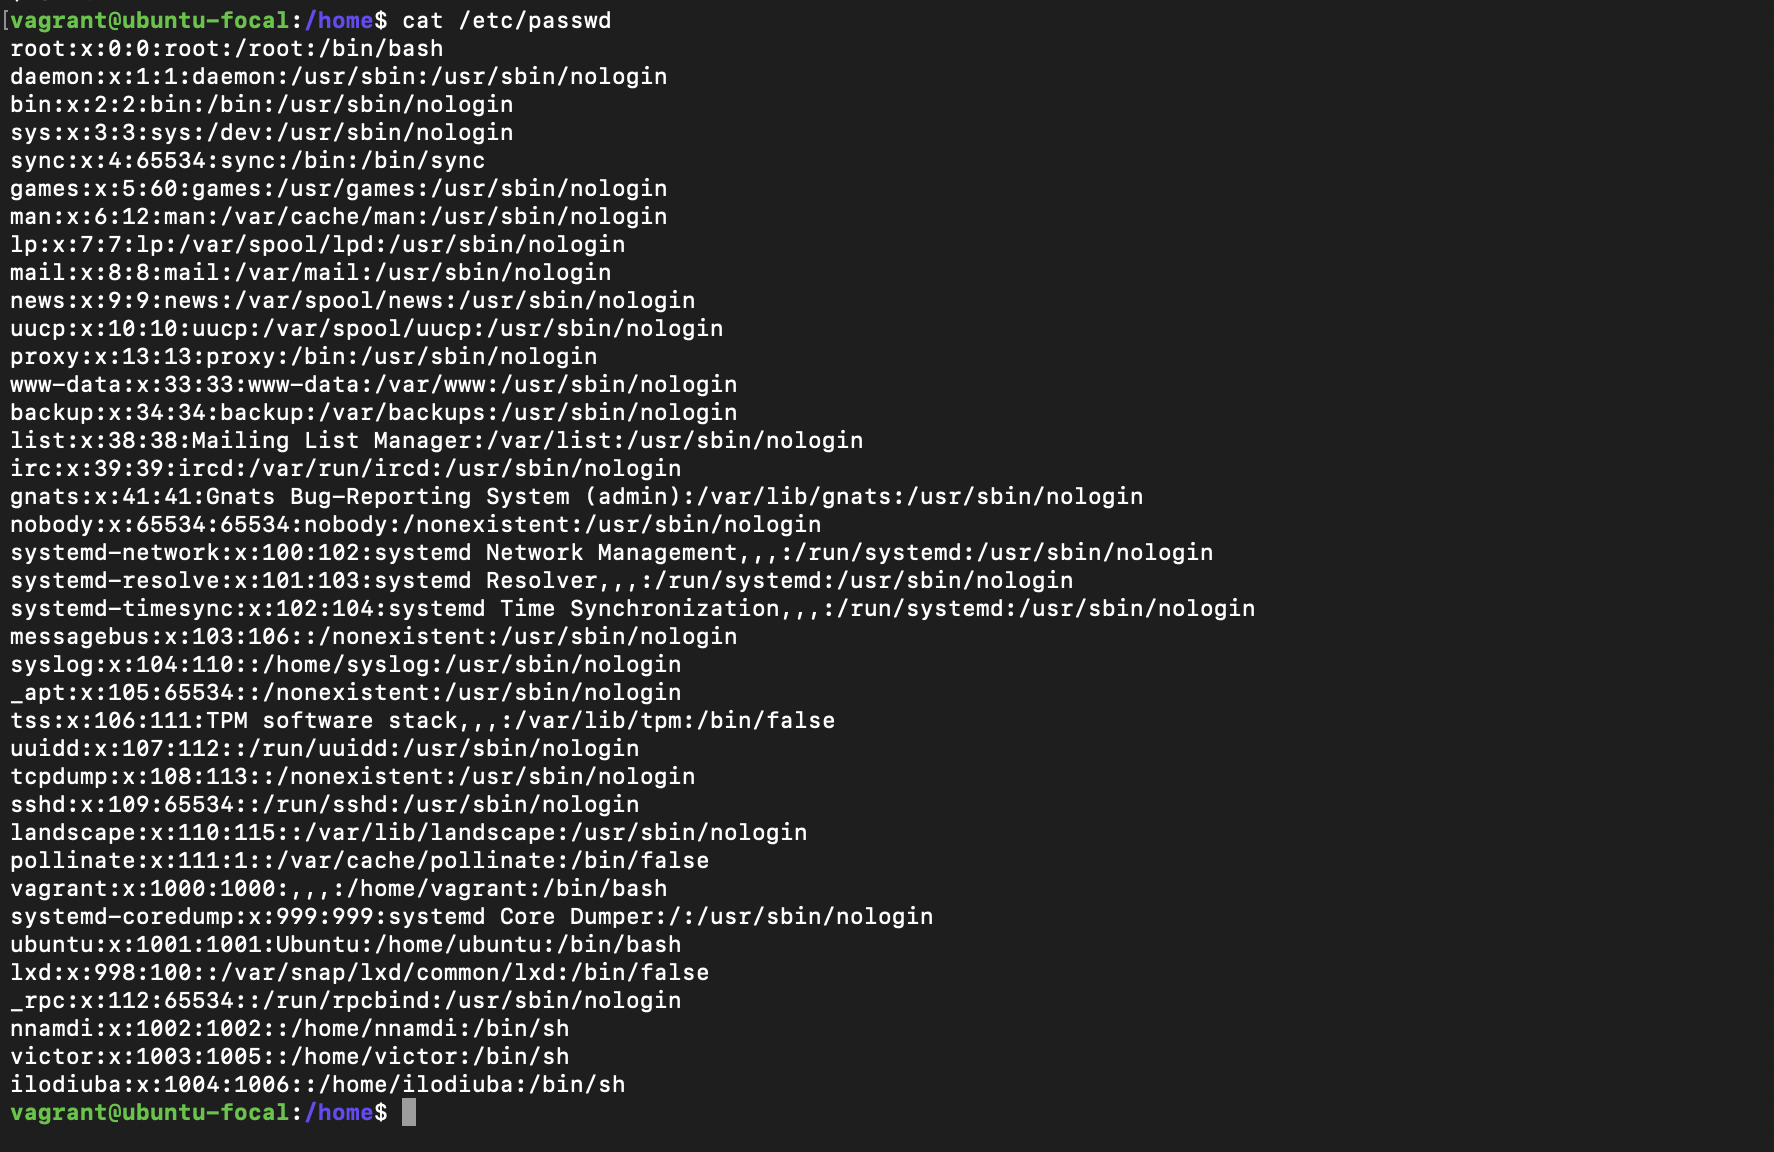 [vagrant@ubuntu-focal:/home$ cat /etc/passwd
root:x:0:0:root:/root:/bin/bash
daemon:x:1:1:daemon:/usr/sbin:/usr/sbin/nologin
bin:x:2:2:bin:/bin:/usr/sbin/nologin
sys:x:3:3:sys:/dev:/usr/sbin/nologin
sync:x:4:65534:sync:/bin:/bin/sync
games:x:5:60:games:/usr/games:/usr/sbin/nologin
man:x:6:12:man:/var/cache/man:/usr/sbin/nologin
lp:x:7:7:lp:/var/spool/lpd:/usr/sbin/nologin
mail:x:8:8:mail:/var/mail:/usr/sbin/nologin
news:x:9:9:news:/var/spool/news:/usr/sbin/nologin
uucp:x:10:10:uucp:/var/spool/uucp:/usr/sbin/nologin
proxy:x:13:13:proxy:/bin:/usr/sbin/nologin
www-data:x:33:33:www-data:/var/www:/usr/sbin/nologin
backup:x:34:34:backup:/var/backups:/usr/sbin/nologin
list:x:38:38:Mailing List Manager:/var/list:/usr/sbin/nologin
irc:x:39:39:ircd:/var/run/ircd:/usr/sbin/nologin
gnats:x:41:41:Gnats Bug-Reporting System (admin):/var/lib/gnats:/usr/sbin/nologin
nobody:x:65534:65534:nobody:/nonexistent:/usr/sbin/nologin
systemd-network:x:100:102:systemd Network Management,,,:/run/systemd:/usr/sbin/nologin
systemd-resolve:x:101:103:systemd Resolver,,,:/run/systemd:/usr/sbin/nologin
systemd-timesync:x:102:104:systemd Time Synchronization,,,:/run/systemd:/usr/sbin/nologin
messagebus:x:103:106::/nonexistent:/usr/sbin/nologin
syslog:x:104:110::/home/syslog:/usr/sbin/nologin
_apt:x:105:65534::/nonexistent:/usr/sbin/nologin
tss:x:106:111:TPM software stack,,,:/var/lib/tpm:/bin/false
uuidd:x:107:112::/run/uuidd:/usr/sbin/nologin
tcpdump:x:108:113::/nonexistent:/usr/sbin/nologin
sshd:x:109:65534::/run/sshd:/usr/sbin/nologin
landscape:x:110:115::/var/lib/landscape:/usr/sbin/nologin
pollinate:x:111:1::/var/cache/pollinate:/bin/false
vagrant:x:1000:1000:,,,:/home/vagrant:/bin/bash
systemd-coredump:x:999:999:systemd Core Dumper:/:/usr/sbin/nologin
ubuntu:x:1001:1001:Ubuntu:/home/ubuntu:/bin/bash
lxd:x:998:100::/var/snap/lxd/common/lxd:/bin/false
_rpc:x:112:65534::/run/rpcbind:/usr/sbin/nologin
nnamdi:x:1002:1002::/home/nnamdi:/bin/sh
victor:x:1003:1005::/home/victor:/bin/sh
ilodiuba:x:1004:1006::/home/ilodiuba:/bin/sh
vagrant@ubuntu-focal:/home$